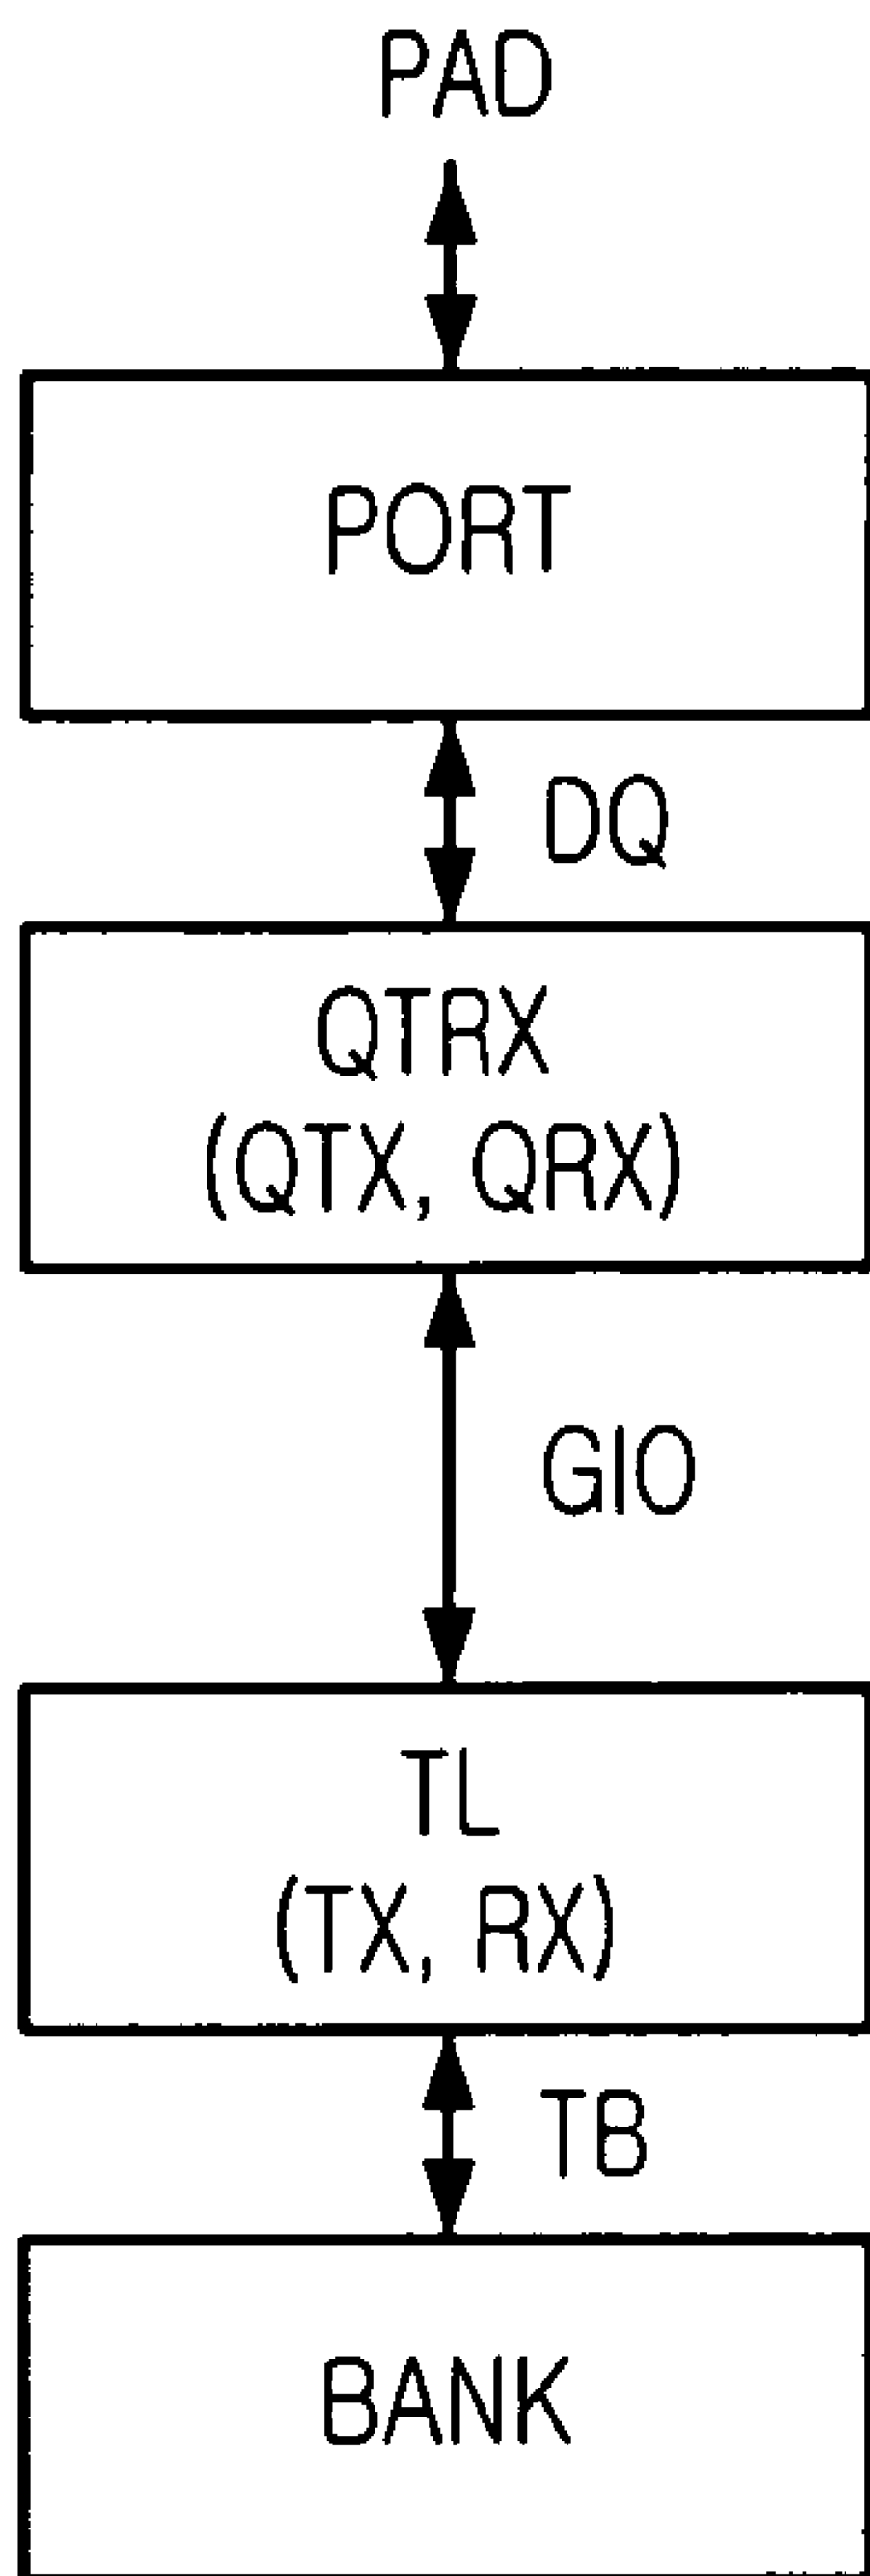 PAD
PORT
DQ
QTRX
(QTX, QRX)
GIO
TL
(TX, RX)
TB
BANK